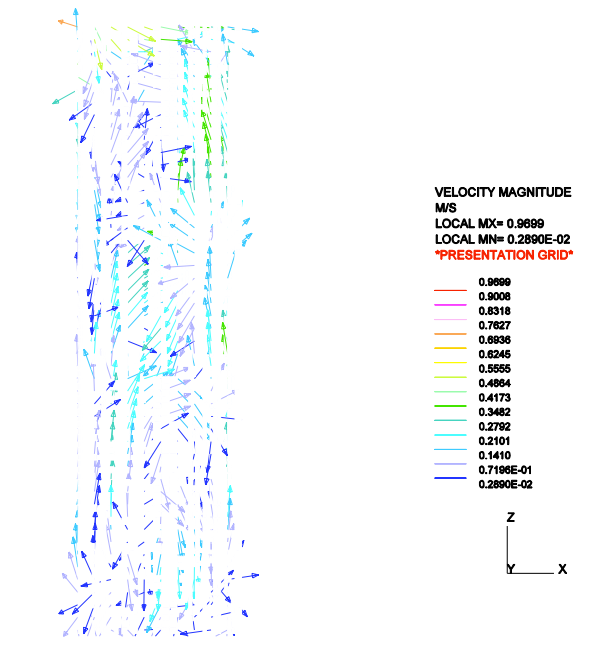 VELOCITY MAGNITUDE
M/S
LOCAL MX= 0.9699
LOCAL MN= 0.2890E-02
*PRESENTATION GRID*
0.9699
0.9008
0.8318
0.7627
0.6936
0.6245
0.5555
0.4864
0.4173
0.3482
0.2792
0.2101
0.1410
0.7196E-01
0.2890E-02
Z
Y X